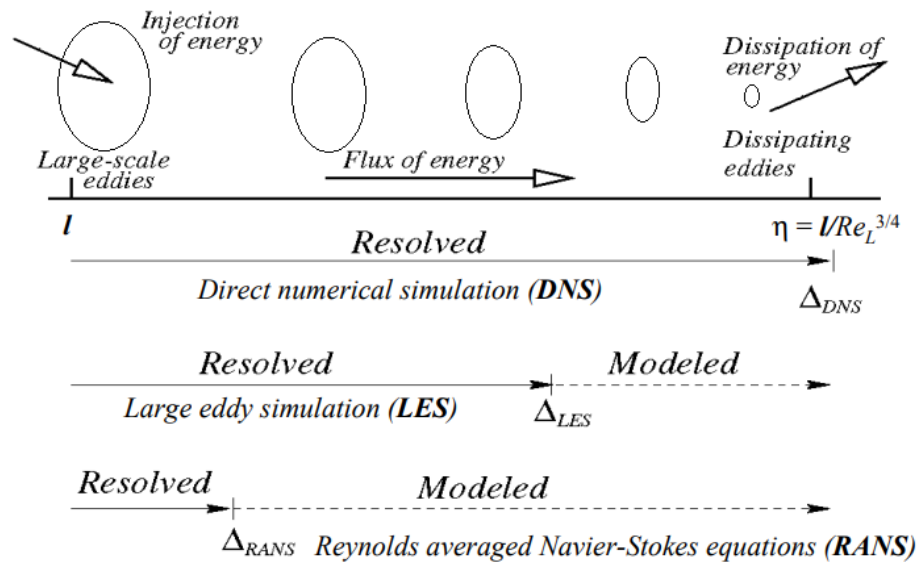 Injection
of energy
Dissipation of
energy
Large-scale
eddies
Flux of energy
Dissipating
eddies
l
η = l/Re_L^{3/4}
Resolved
Direct numerical simulation (DNS)
Δ_DNS
Resolved
Modeled
Large eddy simulation (LES)
Δ_LES
Resolved
Modeled
Δ_RANS
Reynolds averaged Navier-Stokes equations (RANS)